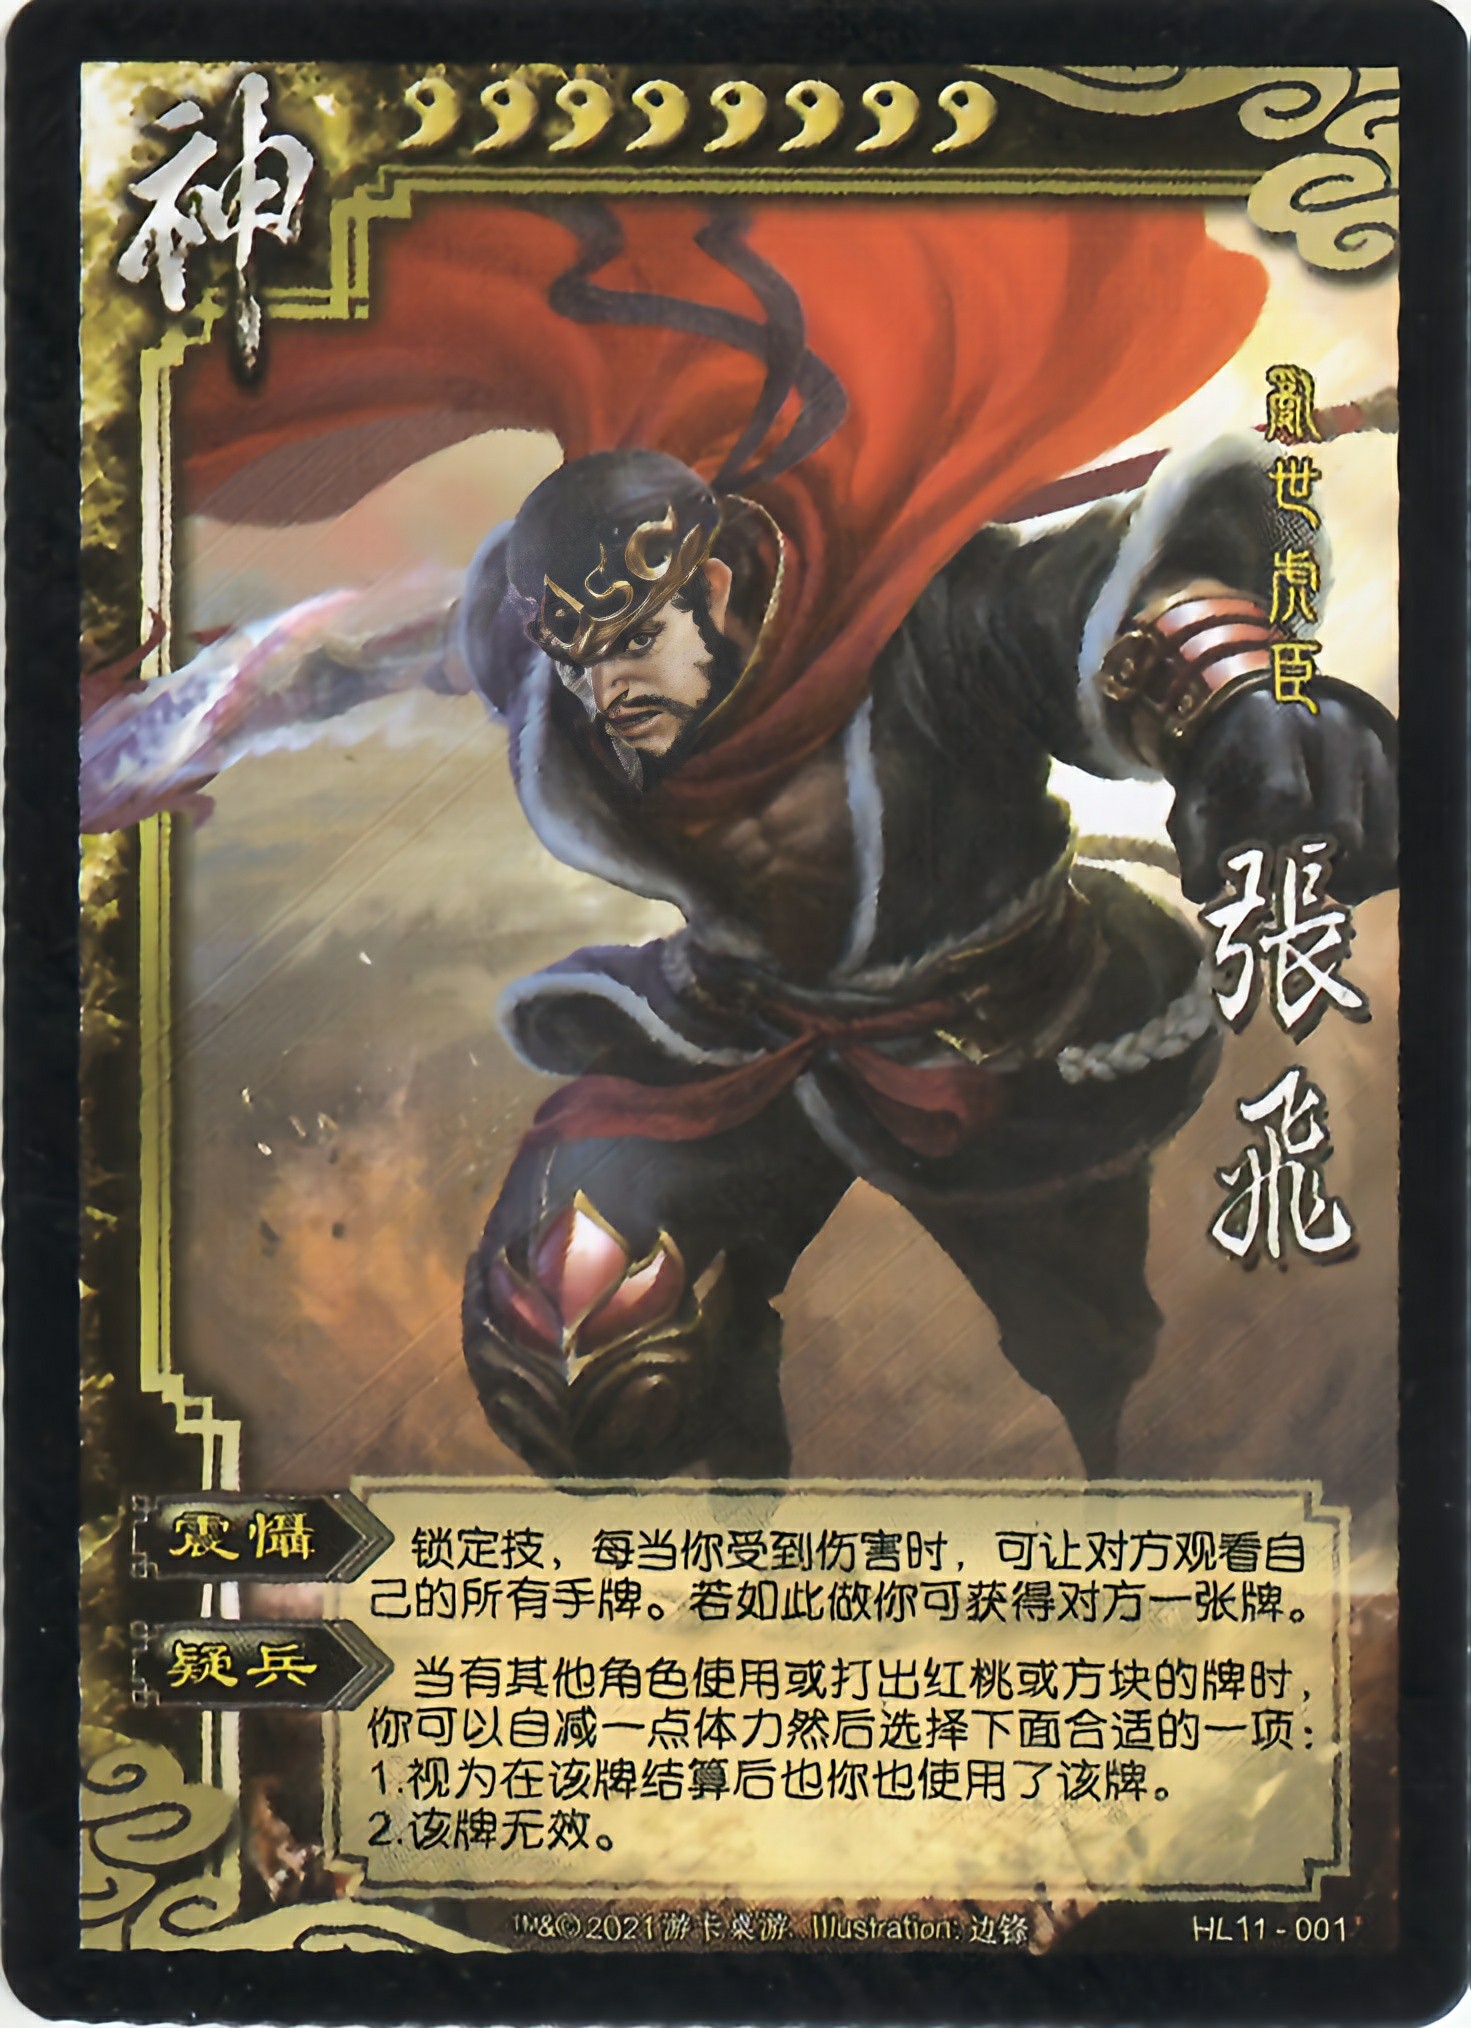 神
亂世虎臣
張飛
震懾
锁定技，每当你受到伤害时，可让对方观看自
己的所有手牌。若如此做你可获得对方一张牌。
疑兵
当有其他角色使用或打出红桃或方块的牌时，
你可以自减一点体力然后选择下面合适的一项：
1.视为在该牌结算后也你也使用了该牌。
2.该牌无效。
™&©2021游卡桌游. Illustration: 边锋
HL11-001